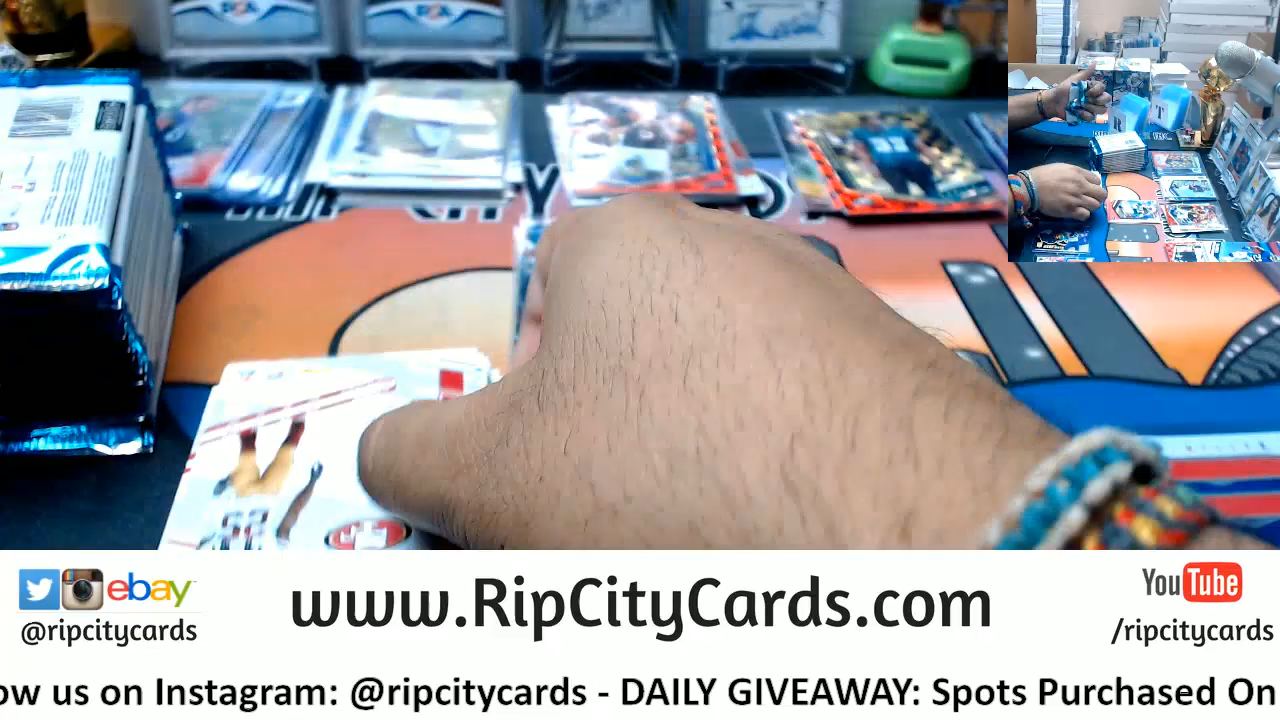 ebay
@ripcitycards
www.RipCityCards.com
YouTube
/ripcitycards
ow us on Instagram: @ripcitycards - DAILY GIVEAWAY: Spots Purchased On